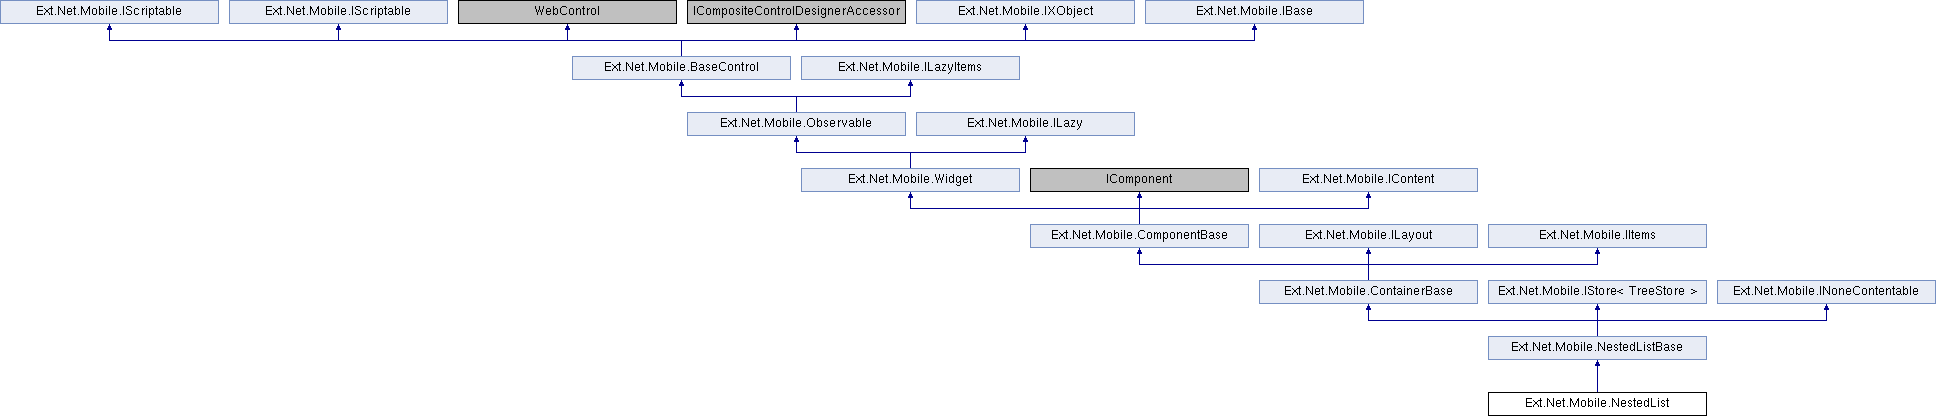 Ext.Net.Mobile.IScriptable
Ext.Net.Mobile.IScriptable
WebControl
ICompositeControlDesignerAccessor
Ext.Net.Mobile.IXObject
Ext.Net.Mobile.IBase
Ext.Net.Mobile.BaseControl
Ext.Net.Mobile.ILazyItems
Ext.Net.Mobile.Observable
Ext.Net.Mobile.ILazy
Ext.Net.Mobile.Widget
IComponent
Ext.Net.Mobile.IContent
Ext.Net.Mobile.ComponentBase
Ext.Net.Mobile.ILayout
Ext.Net.Mobile.IItems
Ext.Net.Mobile.ContainerBase
Ext.Net.Mobile.IStore< TreeStore >
Ext.Net.Mobile.INoneContentable
Ext.Net.Mobile.NestedListBase
Ext.Net.Mobile.NestedList